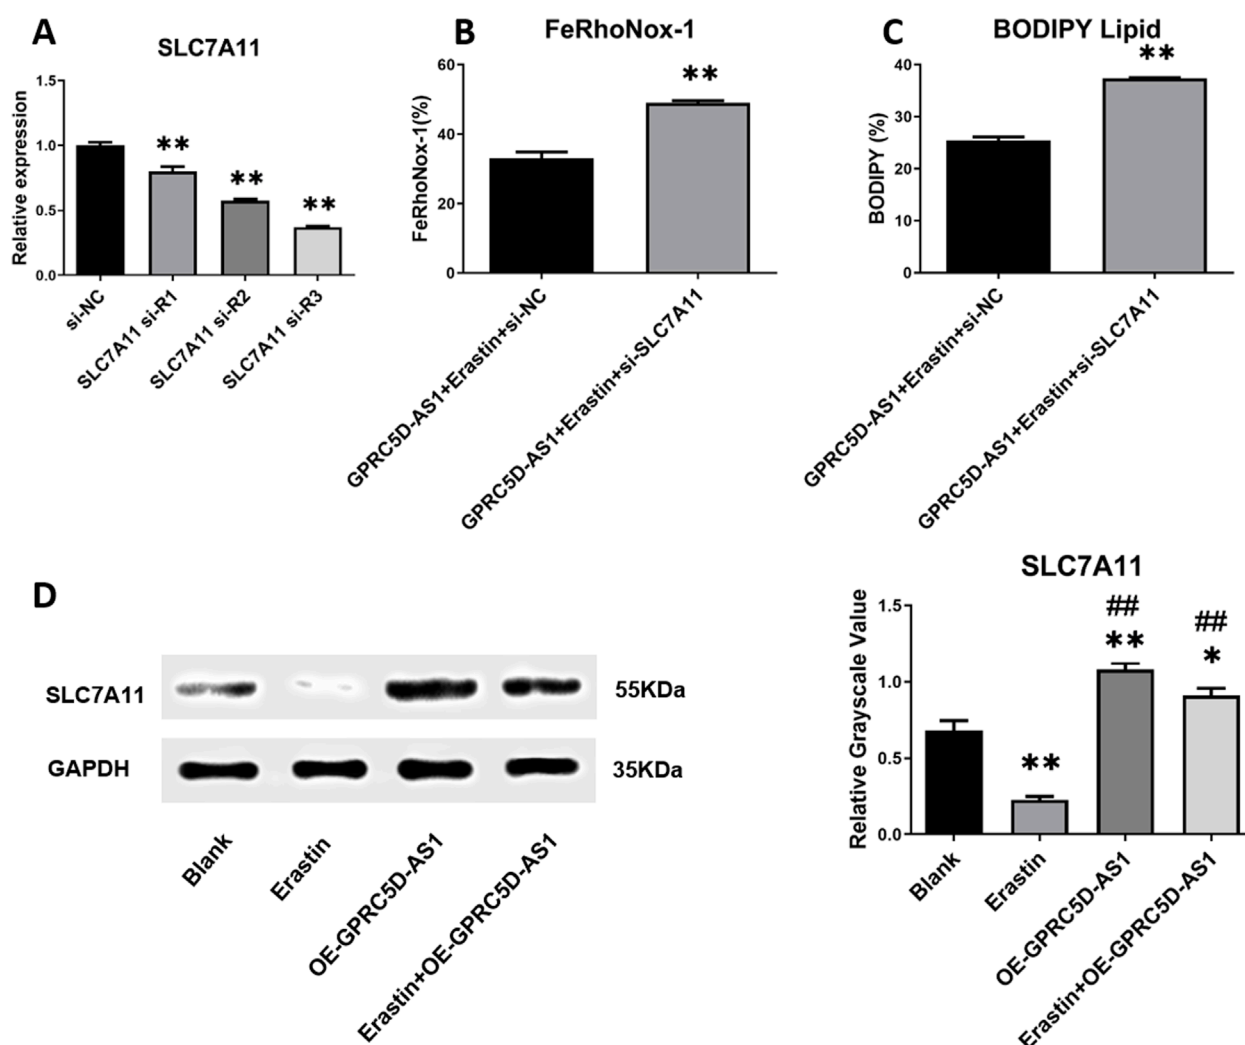 A
SLC7A11
Relative expression
1.5
1.0
0.5
0.0
**
**
**
si-NC
SLC7A11 si-R1
SLC7A11 si-R2
SLC7A11 si-R3
B
FeRhoNox-1
FeRhoNox-1(%)
60
40
20
0
**
GPRC5D-AS1+Erastin+si-NC
GPRC5D-AS1+Erastin+si-SLC7A11
C
BODIPY Lipid
BODIPY (%)
40
30
20
10
0
**
GPRC5D-AS1+Erastin+si-NC
GPRC5D-AS1+Erastin+si-SLC7A11
D
SLC7A11
55KDa
GAPDH
35KDa
Blank
Erastin
OE-GPRC5D-AS1
Erastin+OE-GPRC5D-AS1
SLC7A11
Relative Grayscale Value
1.5
1.0
0.5
0.0
**
##
**
##
*
Blank
Erastin
OE-GPRC5D-AS1
Erastin+OE-GPRC5D-AS1